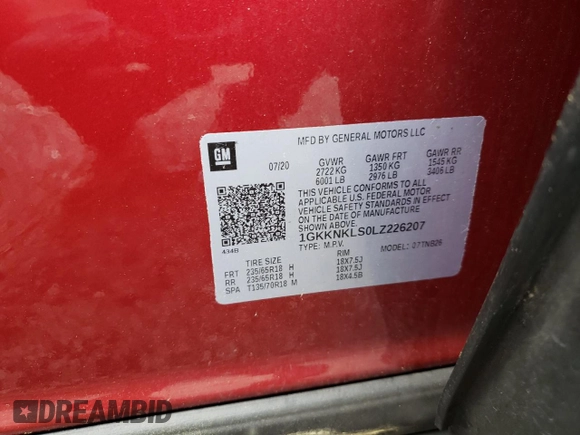 MFD BY GENERAL MOTORS LLC
GM
07/20 GVWR GAWR FRT GAWR RR
2722 KG 1350 KG 1545 KG
6001 LB 2976 LB 3406 LB
THIS VEHICLE CONFORMS TO ALL
APPLICABLE U.S. FEDERAL MOTOR
VEHICLE SAFETY STANDARDS IN EFFECT
ON THE DATE OF MANUFACTURE
SHOWN ABOVE.
1GKKNKLS0LZ226207
434B
TYPE: M.P.V. MODEL: 07TNB26
TIRE SIZE RIM
FRT 235/65R18 H 18X7.5J
RR 235/65R18 H 18X7.5J
SPA T135/70R18 M 18X4.5B
DREAMBID